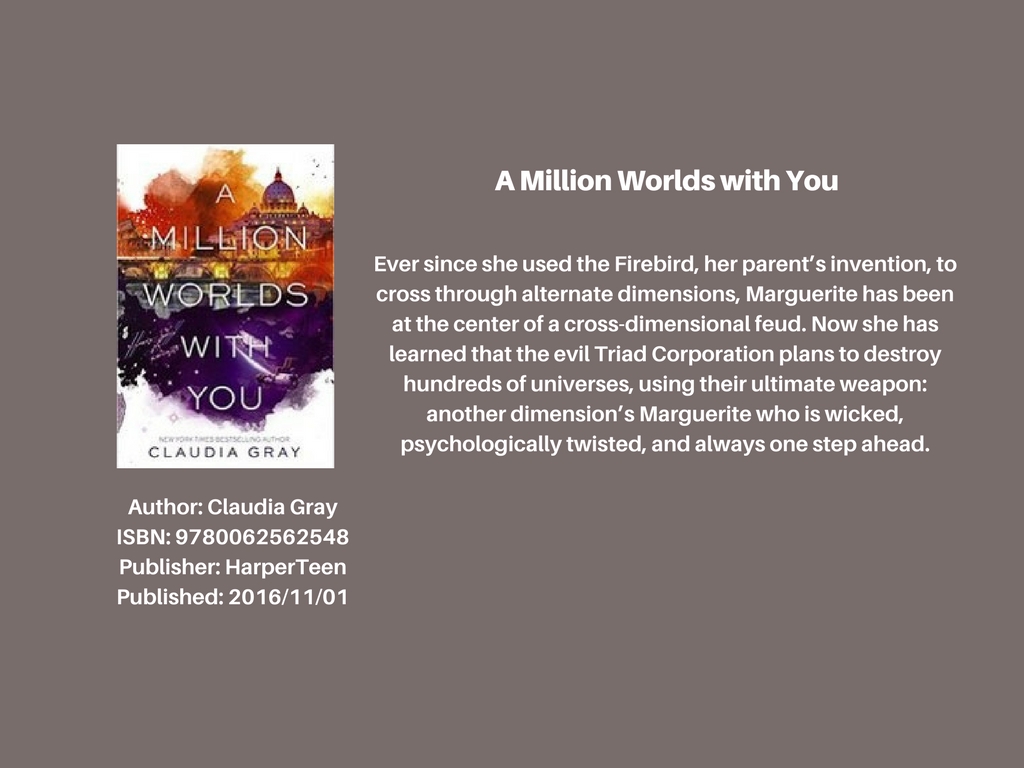 A
MILLION
WORLDS
WITH
YOU
NEW YORK TIMES BESTSELLING AUTHOR
CLAUDIA GRAY
Author: Claudia Gray
ISBN: 9780062562548
Publisher: HarperTeen
Published: 2016/11/01
A Million Worlds with You
Ever since she used the Firebird, her parent’s invention, to
cross through alternate dimensions, Marguerite has been
at the center of a cross-dimensional feud. Now she has
learned that the evil Triad Corporation plans to destroy
hundreds of universes, using their ultimate weapon:
another dimension’s Marguerite who is wicked,
psychologically twisted, and always one step ahead.